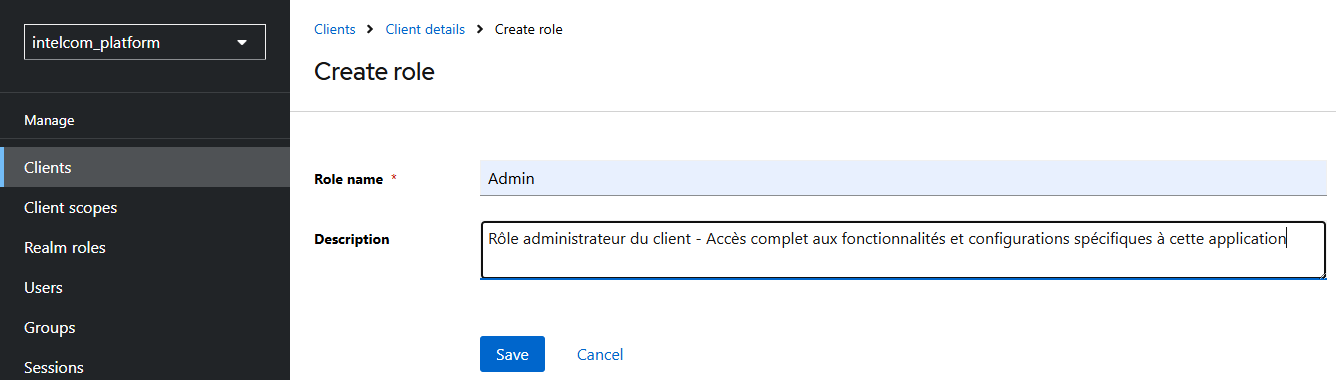 intelcom_platform
Manage
Clients
Client scopes
Realm roles
Users
Groups
Sessions
Clients > Client details > Create role
Create role
Role name *
Admin
Description
Rôle administrateur du client - Accès complet aux fonctionnalités et configurations spécifiques à cette application
Save
Cancel